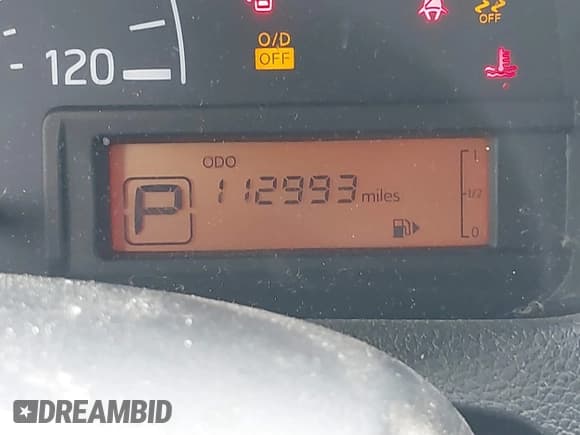 O/D
OFF
OFF
120
ODO
P
112993 miles
1
1/2
0
DREAMBID